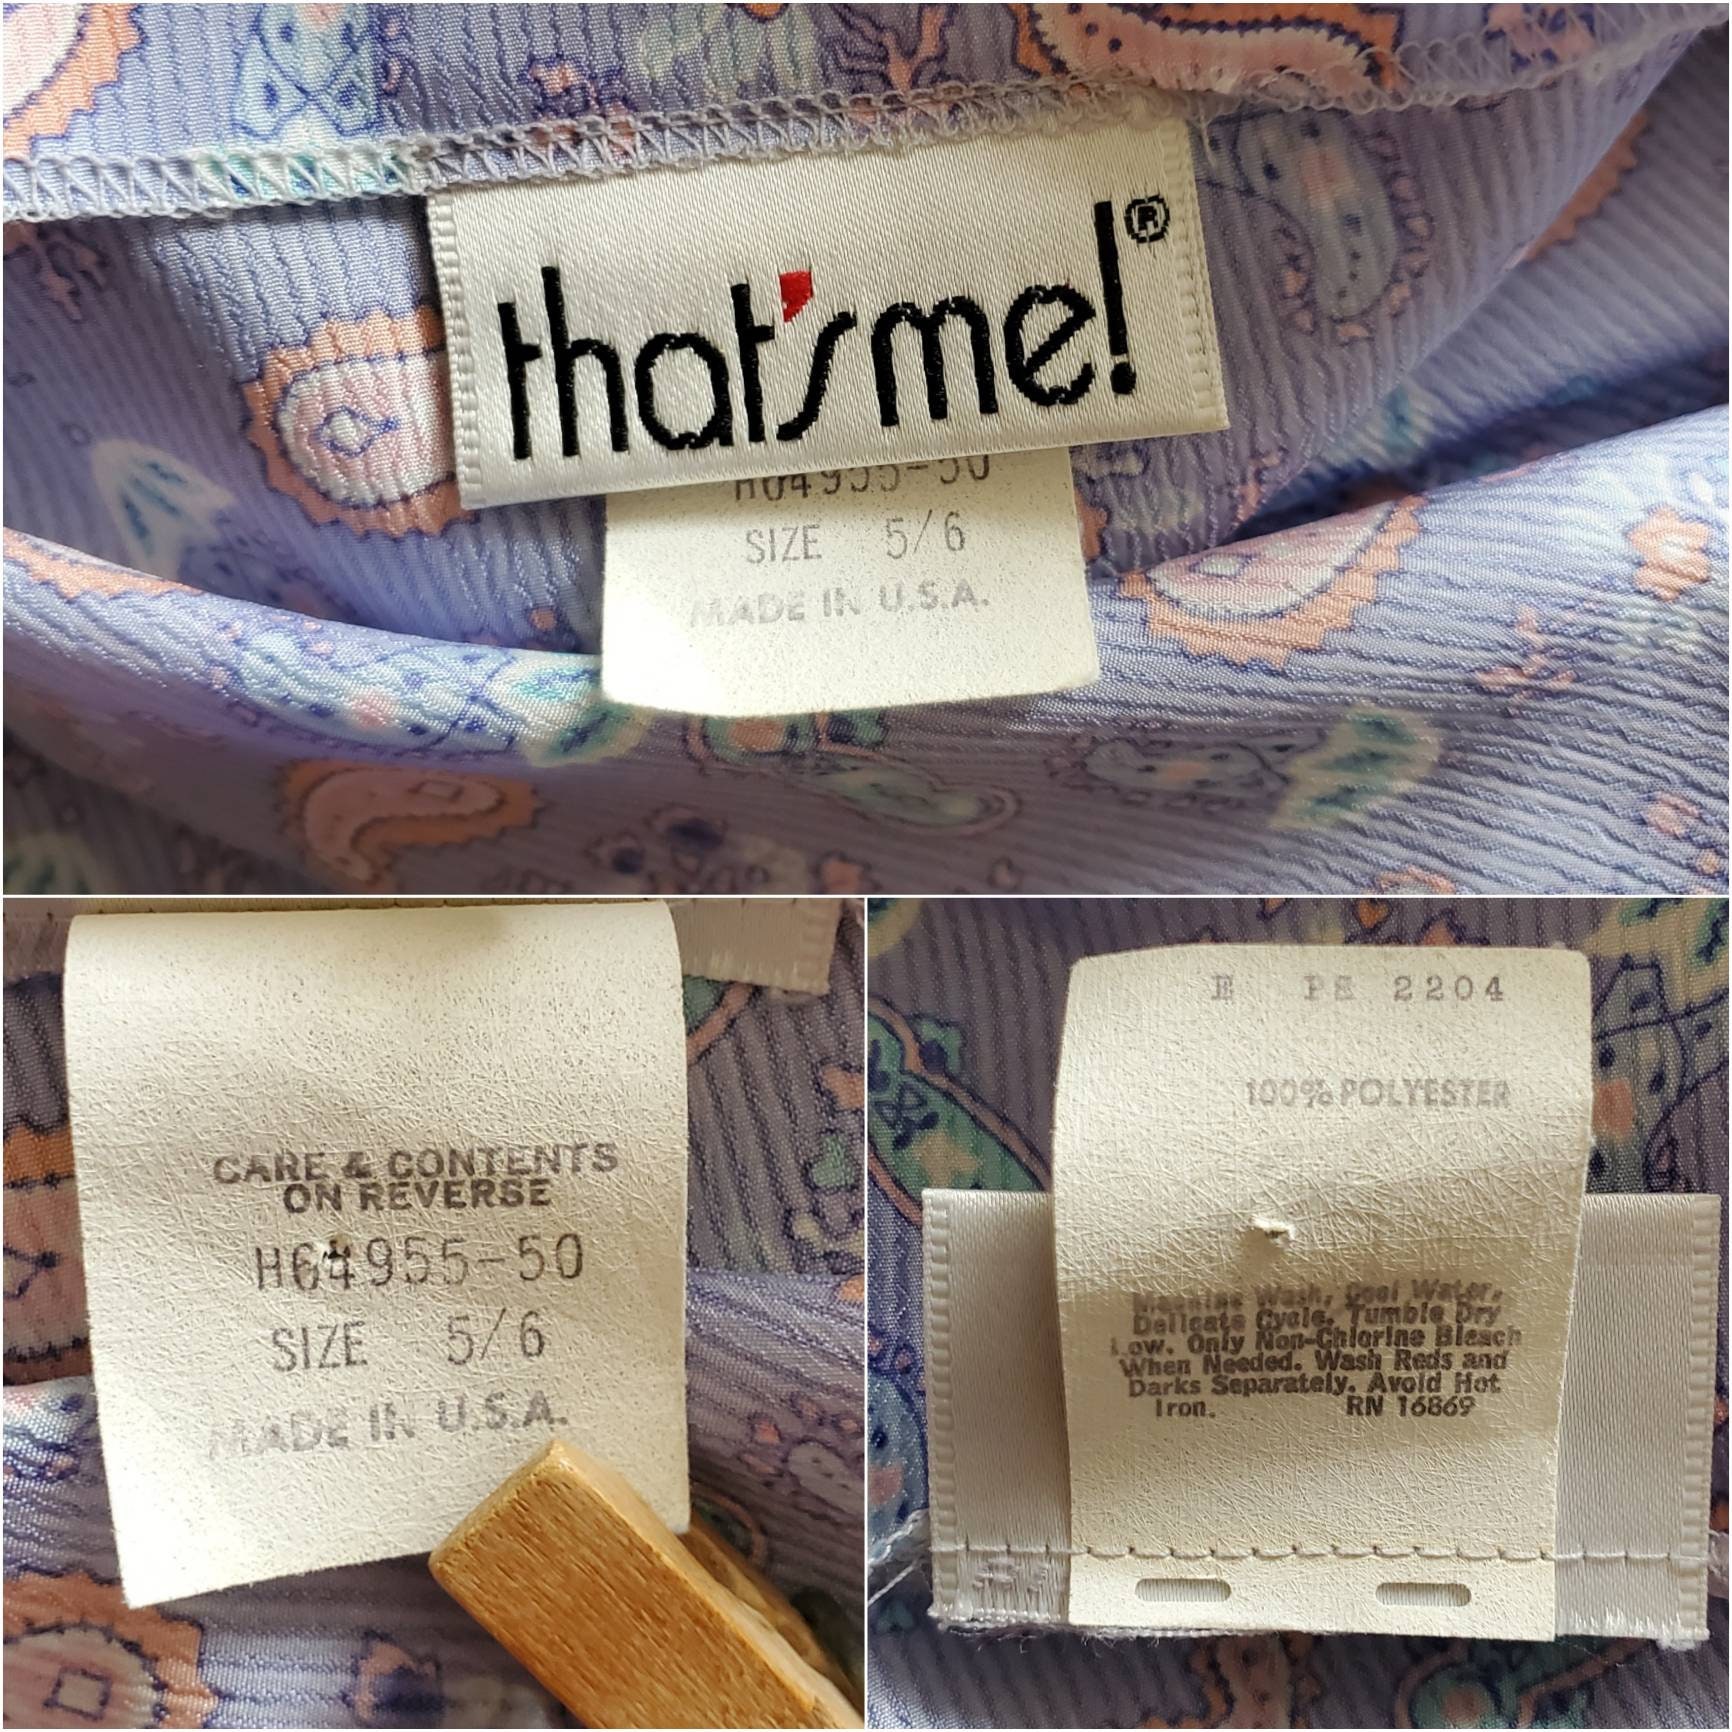 that's me!®
H64955-50
SIZE 5/6
MADE IN U.S.A.
CARE & CONTENTS
ON REVERSE
H64955-50
SIZE 5/6
MADE IN U.S.A.
E PE 2204
100% POLYESTER
Machine Wash, Cool Water,
Delicate Cycle, Tumble Dry
Low. Only Non-Chlorine Bleach
When Needed. Wash Reds and
Darks Separately. Avoid Hot
Iron. RN 16869